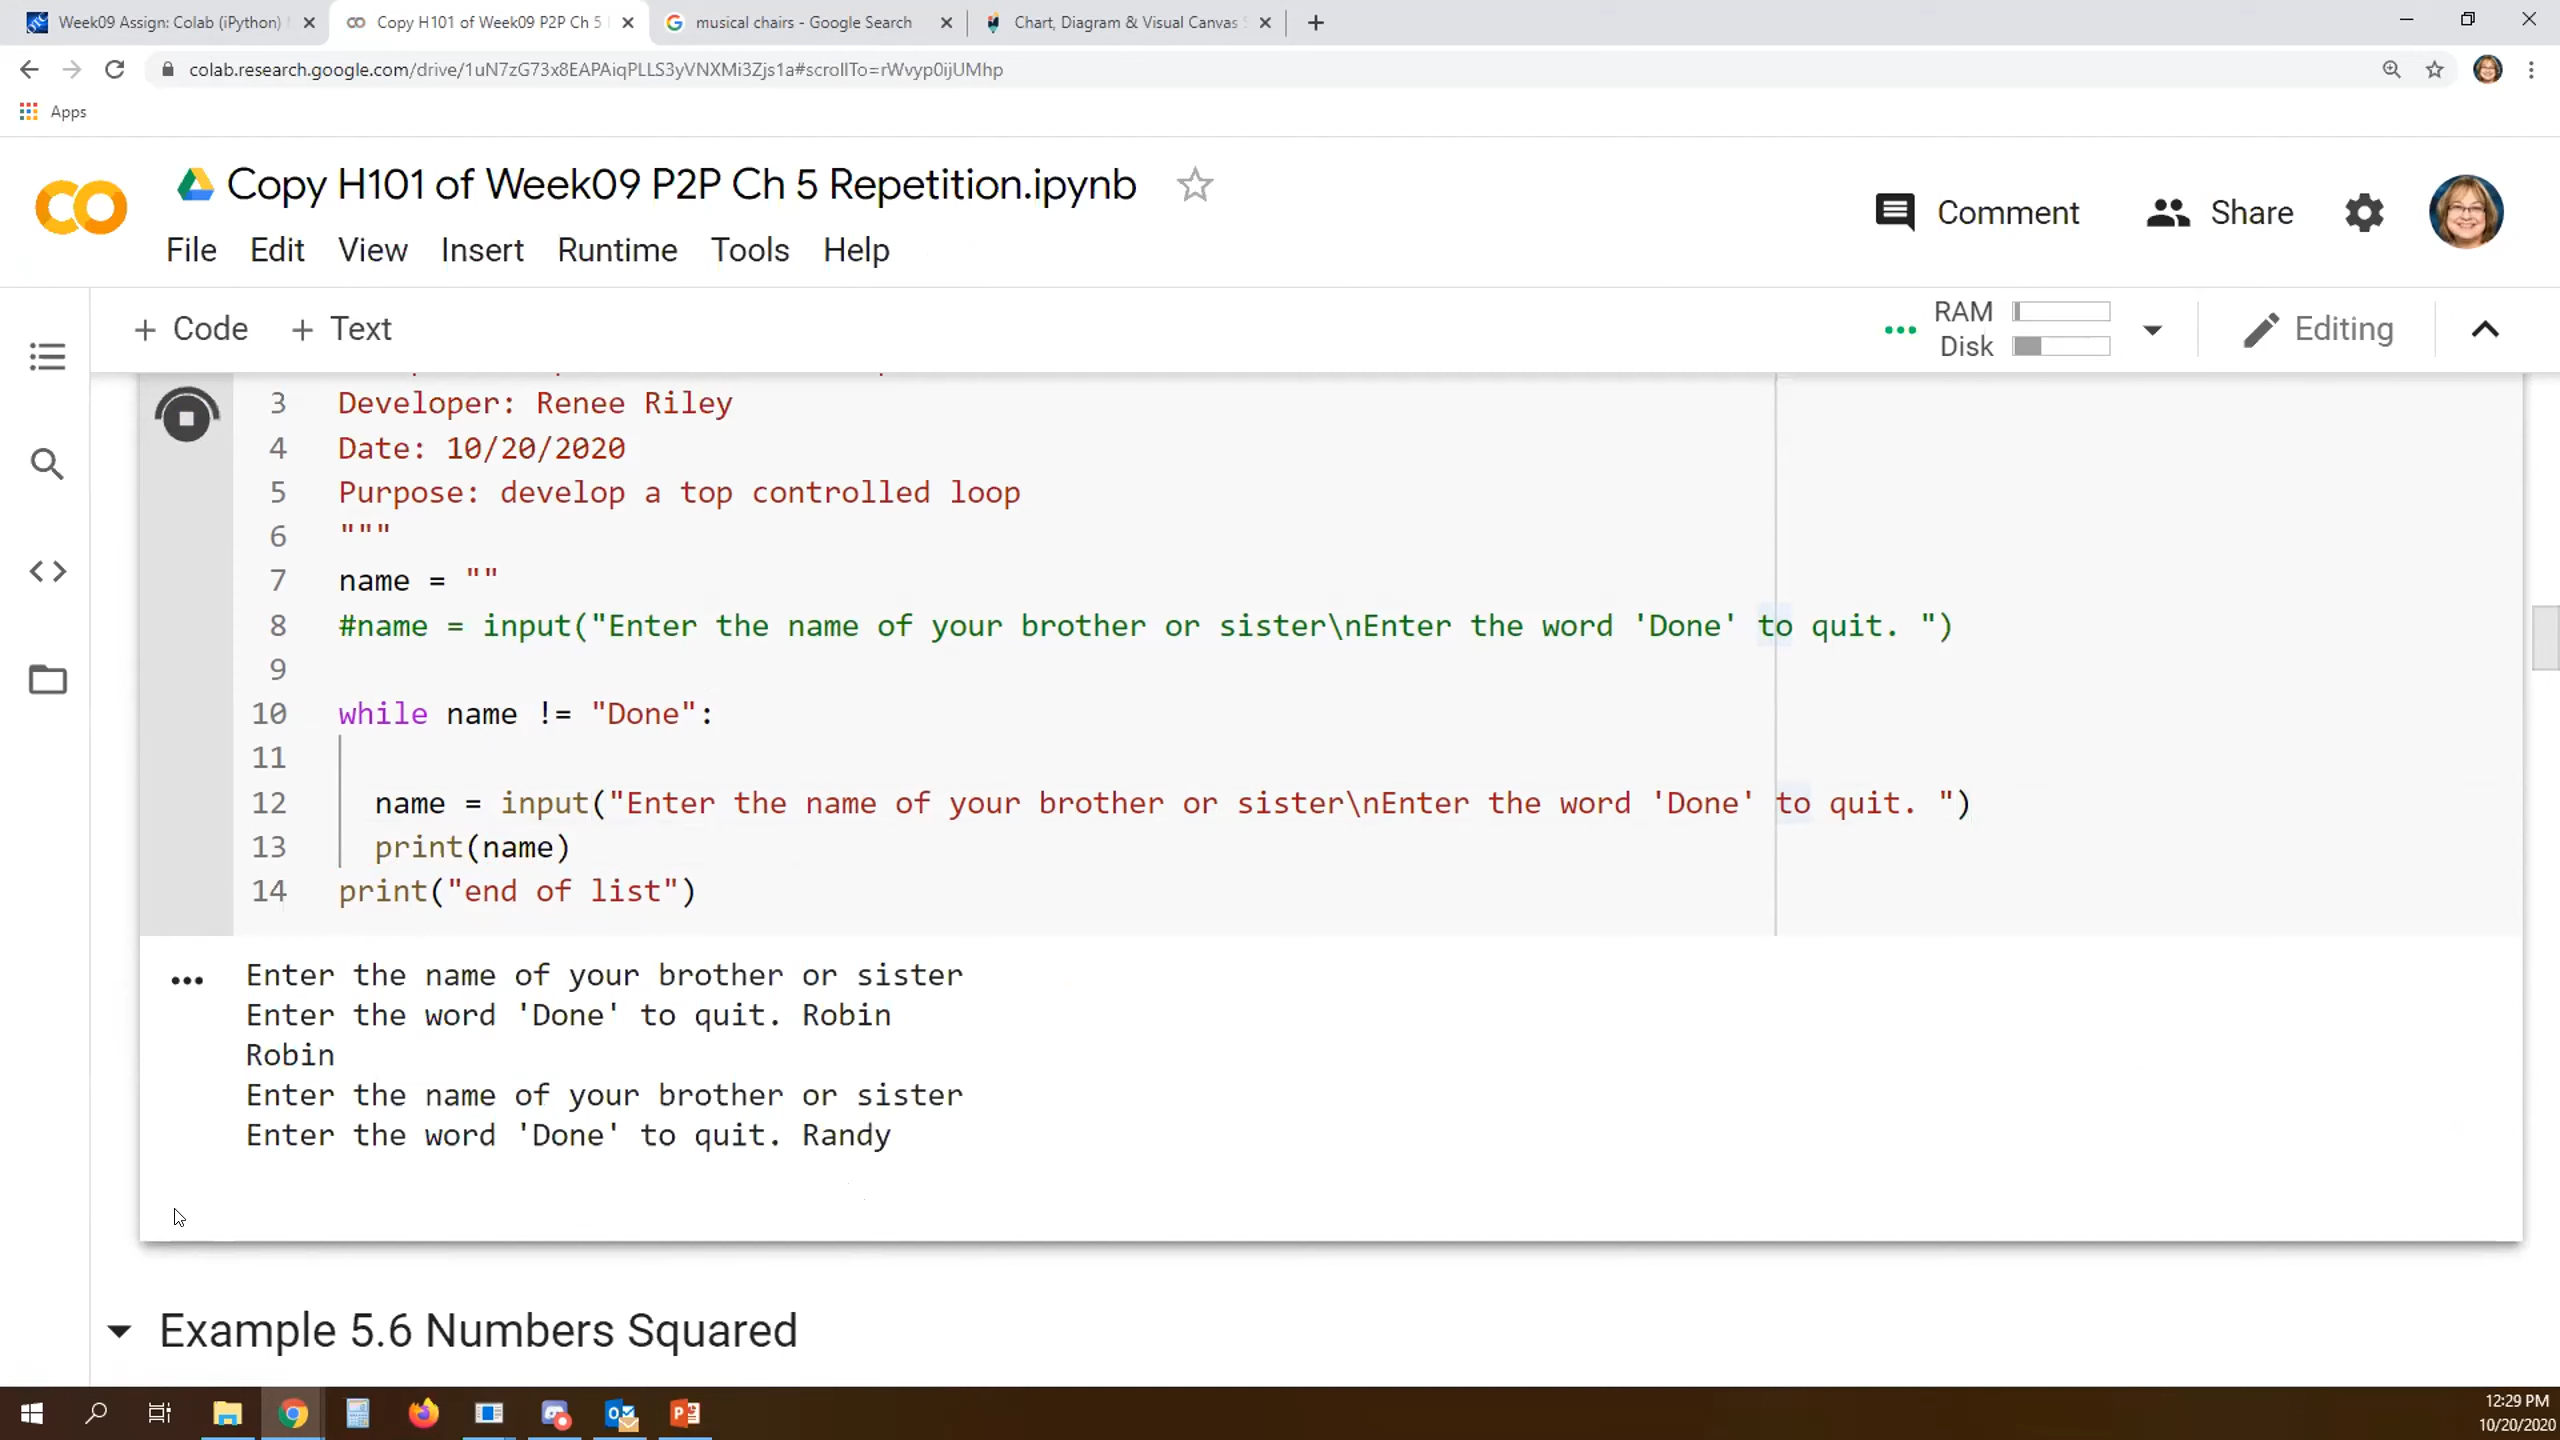 Week09 Assign: Colab (iPython)
Copy H101 of Week09 P2P Ch 5
musical chairs - Google Search
Chart, Diagram & Visual Canvas
colab.research.google.com/drive/1uN7zG73x8EAPAiqPLLS3yVNXMi3Zjs1a#scrollTo=rWvyp0ijUMhp
Apps
Copy H101 of Week09 P2P Ch 5 Repetition.ipynb
Comment
Share
File Edit View Insert Runtime Tools Help
+ Code + Text
RAM
Disk
Editing
3 Developer: Renee Riley
4 Date: 10/20/2020
5 Purpose: develop a top controlled loop
6 """
7 name = ""
8 #name = input("Enter the name of your brother or sister\nEnter the word 'Done' to quit. ")
9
10 while name != "Done":
11
12 name = input("Enter the name of your brother or sister\nEnter the word 'Done' to quit. ")
13 print(name)
14 print("end of list")
Enter the name of your brother or sister
Enter the word 'Done' to quit. Robin
Robin
Enter the name of your brother or sister
Enter the word 'Done' to quit. Randy
Example 5.6 Numbers Squared
12:29 PM
10/20/2020